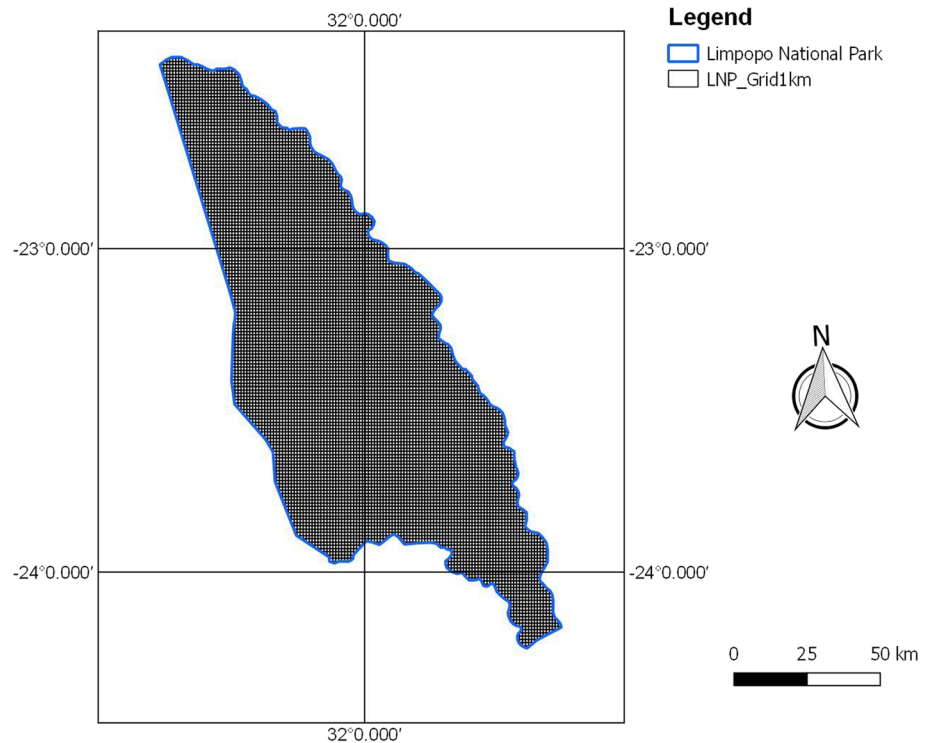 32°0.000′
Legend
Limpopo National Park
LNP_Grid1km
-23°0.000′
-23°0.000′
N
-24°0.000′
-24°0.000′
0 25 50 km
32°0.000′